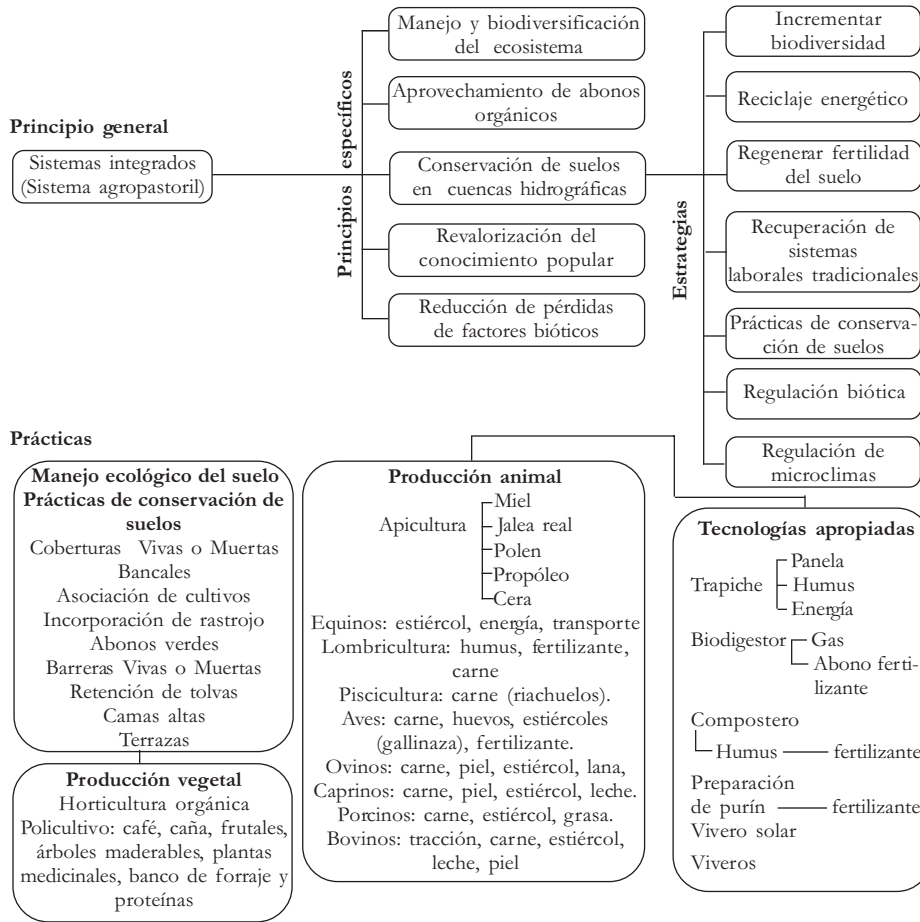 Principio general
Sistemas integrados
(Sistema agropastoril)
Principios específicos
Manejo y biodiversificación
del ecosistema
Aprovechamiento de abonos
orgánicos
Conservación de suelos
en cuencas hidrográficas
Revalorización del
conocimiento popular
Reducción de pérdidas
de factores bióticos
Estrategias
Incrementar
biodiversidad
Reciclaje energético
Regenerar fertilidad
del suelo
Recuperación de
sistemas
laborales tradicionales
Prácticas de conserva-
ción de suelos
Regulación biótica
Regulación de
microclimas
Prácticas
Manejo ecológico del suelo
Prácticas de conservación de
suelos
Coberturas Vivas o Muertas
Bancales
Asociación de cultivos
Incorporación de rastrojo
Abonos verdes
Barreras Vivas o Muertas
Retención de tolvas
Camas altas
Terrazas
Producción vegetal
Horticultura orgánica
Policultivo: café, caña, frutales,
árboles maderables, plantas
medicinales, banco de forraje y
proteínas
Producción animal
Apicultura
Miel
Jalea real
Polen
Propóleo
Cera
Equinos: estiércol, energía, transporte
Lombricultura: humus, fertilizante,
carne
Piscicultura: carne (riachuelos).
Aves: carne, huevos, estiércoles
(gallinaza), fertilizante.
Ovinos: carne, piel, estiércol, lana,
Caprinos: carne, piel, estiércol, leche.
Porcinos: carne, estiércol, grasa.
Bovinos: tracción, carne, estiércol,
leche, piel
Tecnologías apropiadas
Trapiche
Panela
Humus
Energía
Biodigestor
Gas
Abono ferti-
lizante
Compostero
Humus fertilizante
Preparación
de purín fertilizante
Vivero solar
Viveros